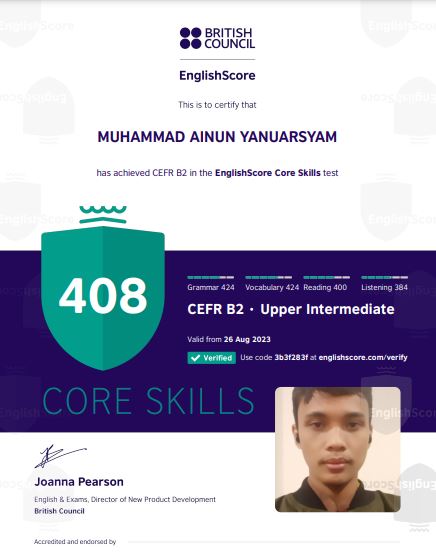 BRITISH
COUNCIL
EnglishScore
This is to certify that
MUHAMMAD AINUN YANUARSYAM
has achieved CEFR B2 in the EnglishScore Core Skills test
408
Grammar 424 Vocabulary 424 Reading 400 Listening 384
CEFR B2 · Upper Intermediate
Valid from 26 Aug 2023
Verified Use code 3b3f283f at englishscore.com/verify
CORE SKILLS
Joanna Pearson
English & Exams, Director of New Product Development
British Council
Accredited and endorsed by